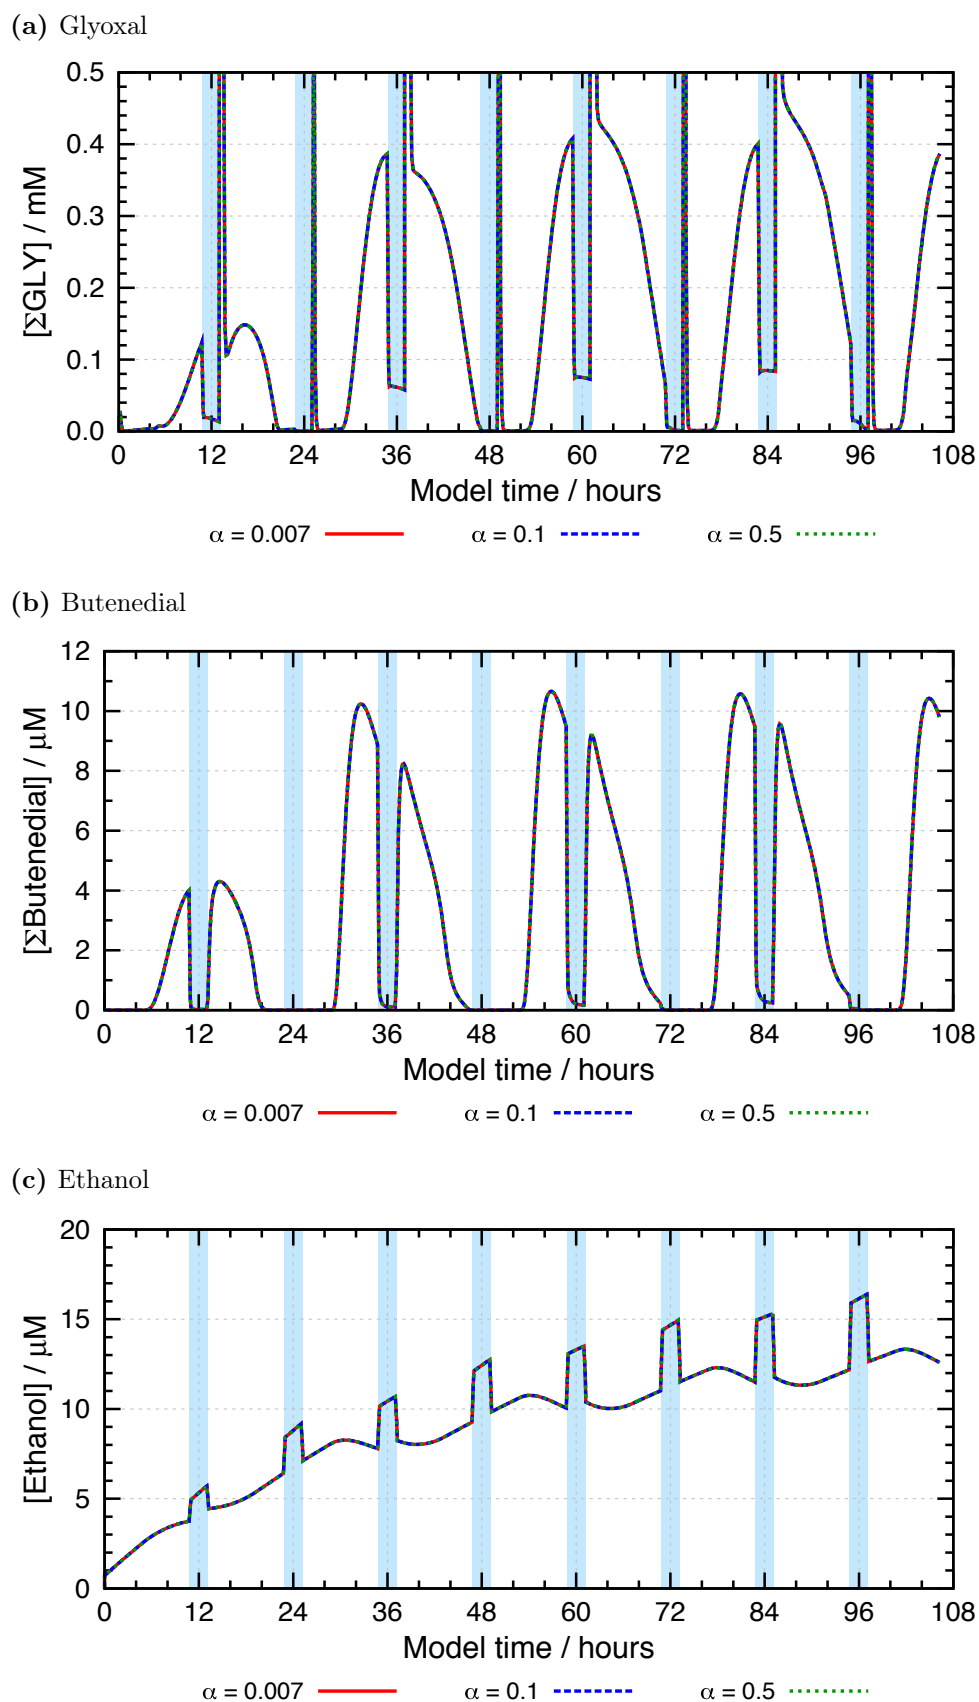 (a) Glyoxal
0.5
0.4
0.3
0.2
0.1
0.0
[ΣGLY] / mM
0 12 24 36 48 60 72 84 96 108
Model time / hours
α = 0.007 α = 0.1 α = 0.5
(b) Butenedial
12
10
8
6
4
2
0
[ΣButenedial] / μM
0 12 24 36 48 60 72 84 96 108
Model time / hours
α = 0.007 α = 0.1 α = 0.5
(c) Ethanol
20
15
10
5
0
[Ethanol] / μM
0 12 24 36 48 60 72 84 96 108
Model time / hours
α = 0.007 α = 0.1 α = 0.5